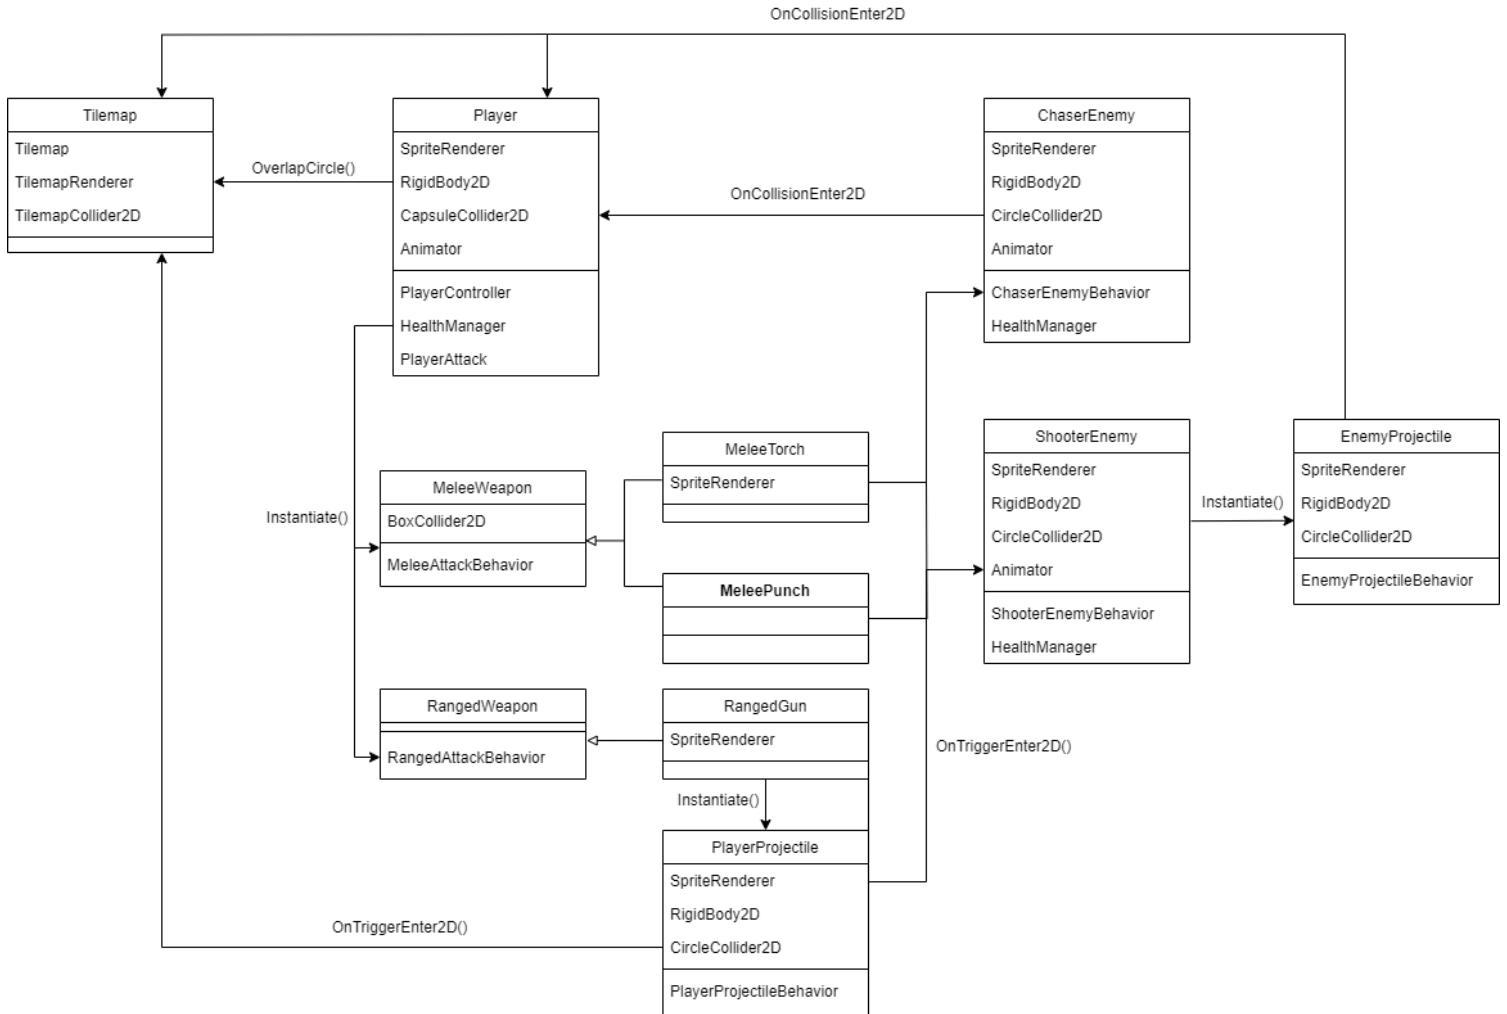 OnCollisionEnter2D
Tilemap
Tilemap
TilemapRenderer
TilemapCollider2D
OverlapCircle()
Player
SpriteRenderer
RigidBody2D
CapsuleCollider2D
Animator
PlayerController
HealthManager
PlayerAttack
OnCollisionEnter2D
ChaserEnemy
SpriteRenderer
RigidBody2D
CircleCollider2D
Animator
ChaserEnemyBehavior
HealthManager
Instantiate()
MeleeWeapon
BoxCollider2D
MeleeAttackBehavior
MeleeTorch
SpriteRenderer
MeleePunch
ShooterEnemy
SpriteRenderer
RigidBody2D
CircleCollider2D
Animator
ShooterEnemyBehavior
HealthManager
Instantiate()
EnemyProjectile
SpriteRenderer
RigidBody2D
CircleCollider2D
EnemyProjectileBehavior
RangedWeapon
RangedAttackBehavior
RangedGun
SpriteRenderer
OnTriggerEnter2D()
Instantiate()
PlayerProjectile
SpriteRenderer
RigidBody2D
CircleCollider2D
PlayerProjectileBehavior
OnTriggerEnter2D()